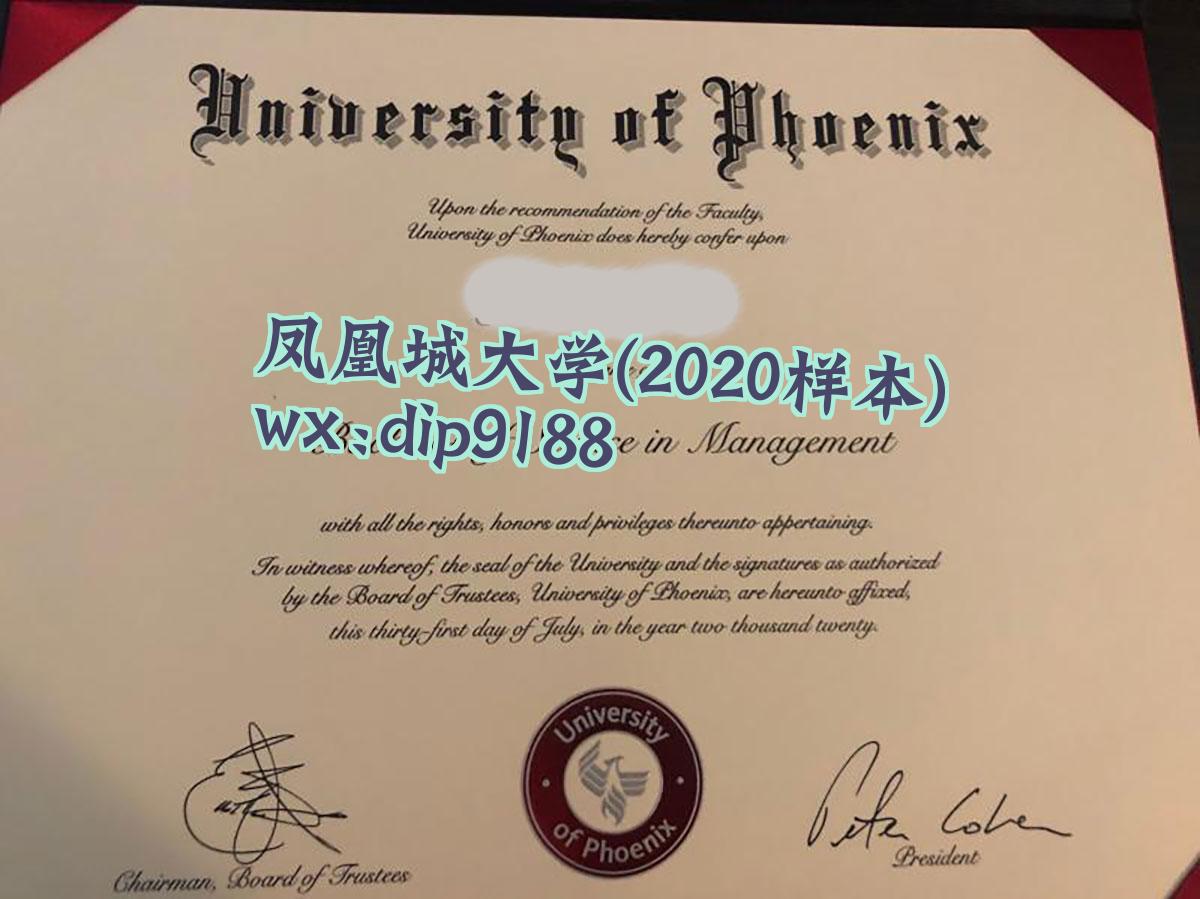 University of Phoenix
Upon the recommendation of the Faculty,
University of Phoenix does hereby confer upon
凤凰城大学(2020样本)
wx:dip9188
in Management
with all the rights, honors and privileges thereunto appertaining.
In witness whereof, the seal of the University and the signatures as authorized
by the Board of Trustees, University of Phoenix, are hereunto affixed,
this thirty-first day of July, in the year two thousand twenty.
University
of Phoenix
Peter Cohen
Chairman, Board of Trustees
President